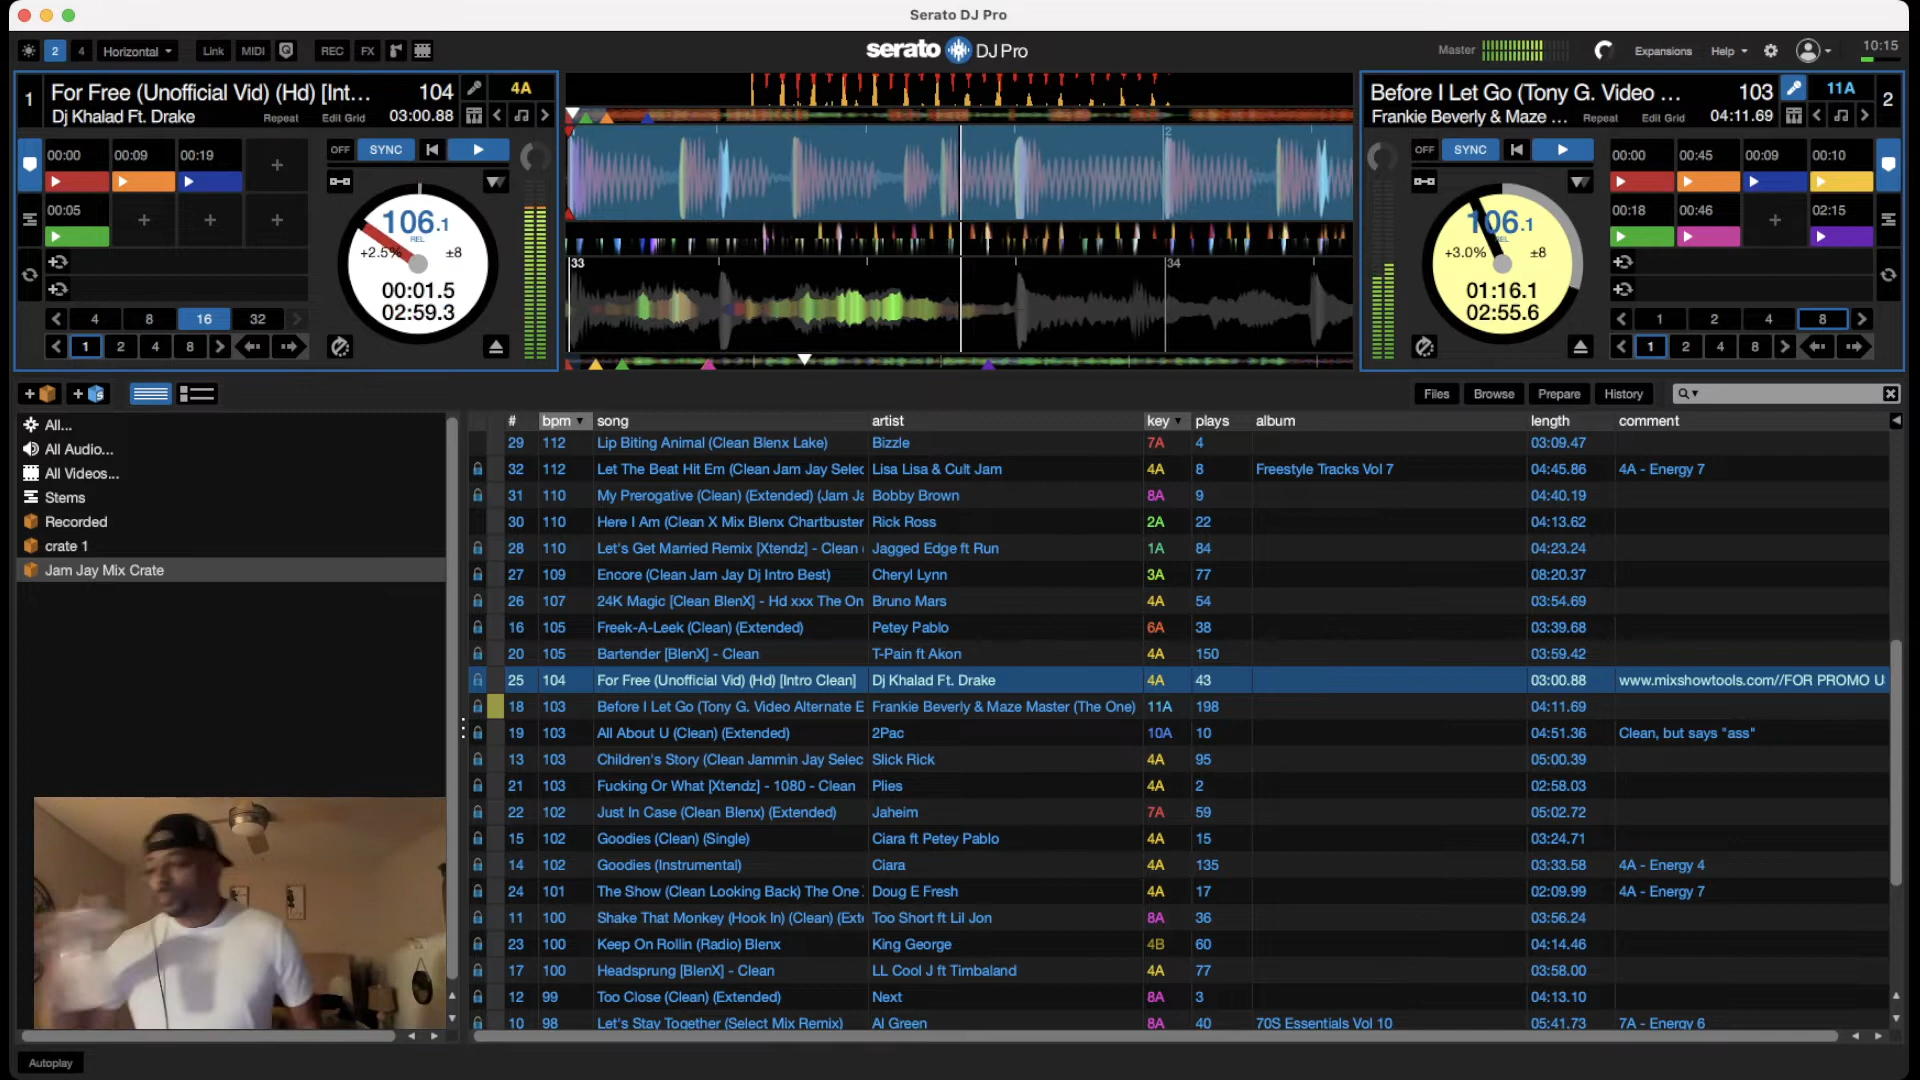 Serato DJ Pro
2 4 Horizontal Link MIDI REC FX serato DJ Pro Master Expansions Help 10:15
1 For Free (Unofficial Vid) (Hd) [Int... 104 4A
Dj Khalad Ft. Drake Repeat Edit Grid 03:00.88
00:00 00:09 00:19
00:05
OFF SYNC
106.1
REL
+2.5% ±8
00:01.5
02:59.3
4 8 16 32
1 2 4 8
2
33 34
Before I Let Go (Tony G. Video ... 103 11A 2
Frankie Beverly & Maze ... Repeat Edit Grid 04:11.69
OFF SYNC
106.1
+3.0% ±8
01:16.1
02:55.6
00:00 00:45 00:09 00:10
00:18 00:46 02:15
1 2 4 8
1 2 4 8
Files Browse Prepare History
All...
All Audio...
All Videos...
Stems
Recorded
crate 1
Jam Jay Mix Crate
# bpm song artist key plays album length comment
29 112 Lip Biting Animal (Clean Blenx Lake) Bizzle 7A 4 03:09.47
32 112 Let The Beat Hit Em (Clean Jam Jay Selec Lisa Lisa & Cult Jam 4A 8 Freestyle Tracks Vol 7 04:45.86 4A - Energy 7
31 110 My Prerogative (Clean) (Extended) (Jam Ja Bobby Brown 8A 9 04:40.19
30 110 Here I Am (Clean X Mix Blenx Chartbuster Rick Ross 2A 22 04:13.62
28 110 Let's Get Married Remix [Xtendz] - Clean Jagged Edge ft Run 1A 84 04:23.24
27 109 Encore (Clean Jam Jay Dj Intro Best) Cheryl Lynn 3A 77 08:20.37
26 107 24K Magic [Clean BlenX] - Hd xxx The On Bruno Mars 4A 54 03:54.69
16 105 Freek-A-Leek (Clean) (Extended) Petey Pablo 6A 38 03:39.68
20 105 Bartender [BlenX] - Clean T-Pain ft Akon 4A 150 03:59.42
25 104 For Free (Unofficial Vid) (Hd) [Intro Clean] Dj Khalad Ft. Drake 4A 43 03:00.88 www.mixshowtools.com//FOR PROMO U
18 103 Before I Let Go (Tony G. Video Alternate E Frankie Beverly & Maze Master (The One) 11A 198 04:11.69
19 103 All About U (Clean) (Extended) 2Pac 10A 10 04:51.36 Clean, but says "ass"
13 103 Children's Story (Clean Jammin Jay Selec Slick Rick 4A 95 05:00.39
21 103 Fucking Or What [Xtendz] - 1080 - Clean Plies 4A 2 02:58.03
22 102 Just In Case (Clean Blenx) (Extended) Jaheim 7A 59 05:02.72
15 102 Goodies (Clean) (Single) Ciara ft Petey Pablo 4A 15 03:24.71
14 102 Goodies (Instrumental) Ciara 4A 135 03:33.58 4A - Energy 4
24 101 The Show (Clean Looking Back) The One Doug E Fresh 4A 17 02:09.99 4A - Energy 7
11 100 Shake That Monkey (Hook In) (Clean) (Exte Too Short ft Lil Jon 8A 36 03:56.24
23 100 Keep On Rollin (Radio) Blenx King George 4B 60 04:14.46
17 100 Headsprung [BlenX] - Clean LL Cool J ft Timbaland 4A 77 03:58.00
12 99 Too Close (Clean) (Extended) Next 8A 3 04:13.10
10 98 Let's Stay Together (Select Mix Remix) Al Green 8A 40 70S Essentials Vol 10 05:41.73 7A - Energy 6
Autoplay